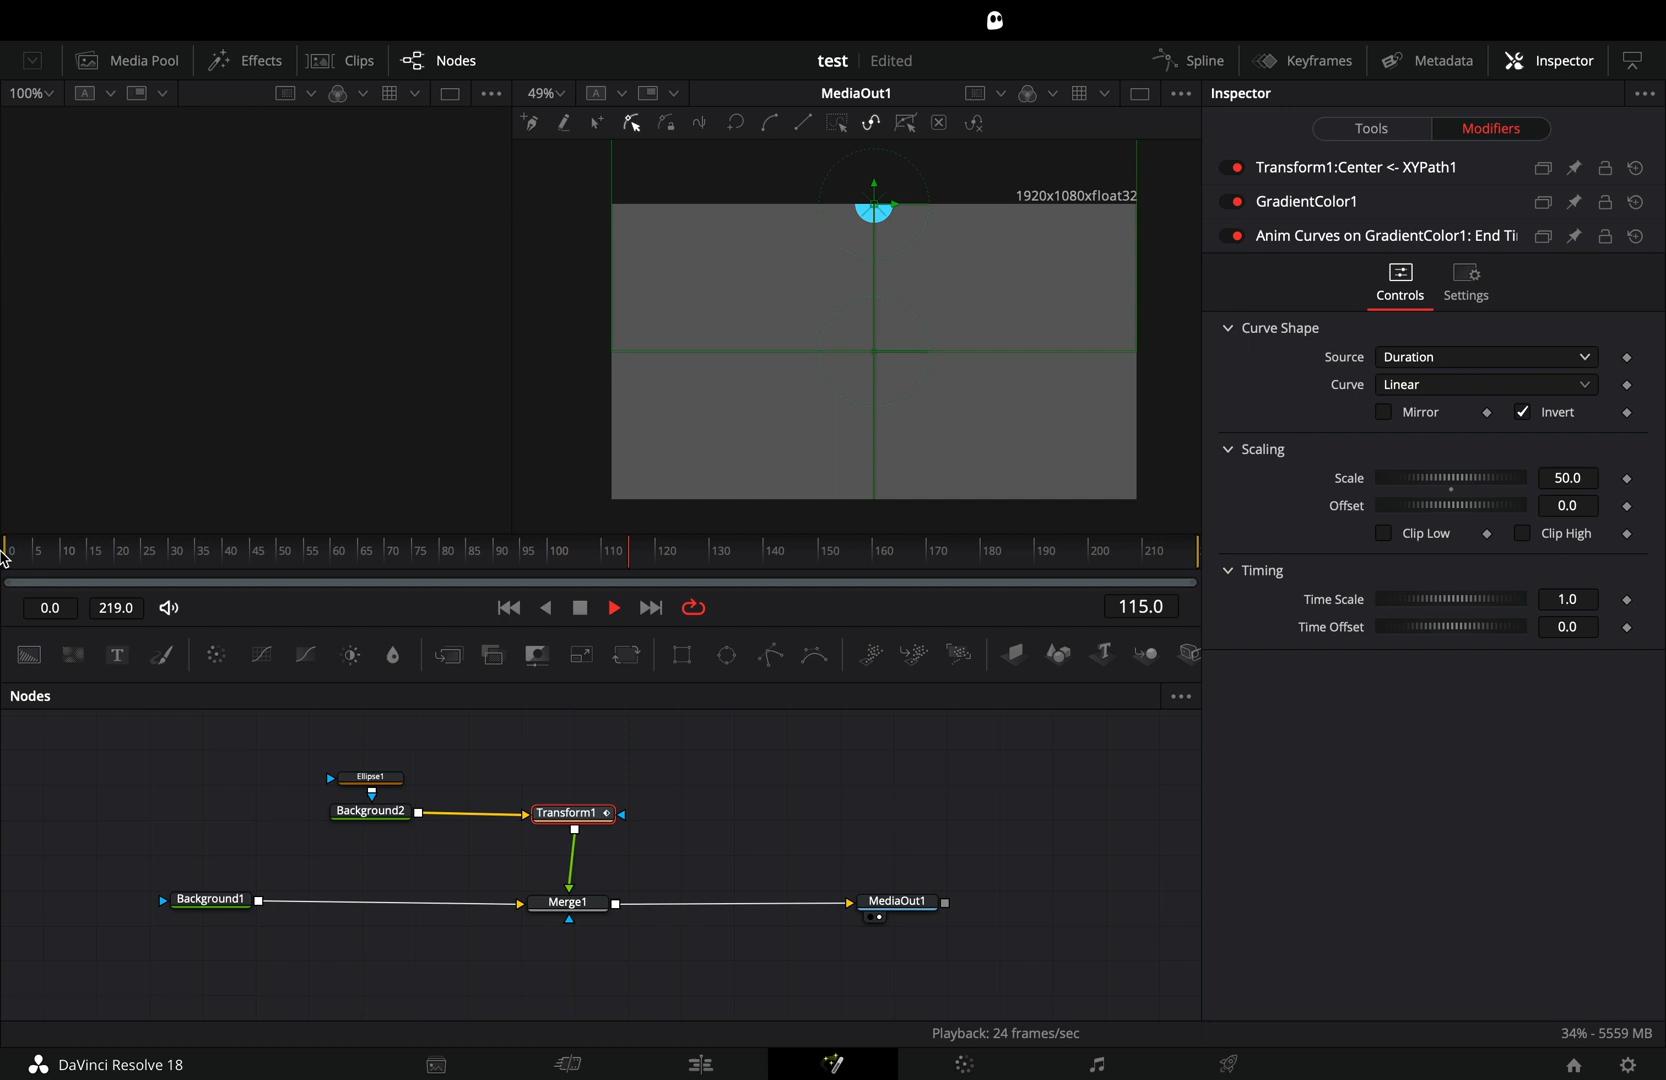 Media Pool Effects Clips Nodes test Edited Spline Keyframes Metadata Inspector
100% A 49% A MediaOut1 Inspector
Tools Modifiers
Transform1:Center <- XYPath1
1920x1080xfloat32
GradientColor1
Anim Curves on GradientColor1: End Ti
Controls Settings
Curve Shape
Source Duration
Curve Linear
Mirror Invert
Scaling
Scale 50.0
Offset 0.0
Clip Low Clip High
0 5 10 15 20 25 30 35 40 45 50 55 60 65 70 75 80 85 90 95 100 110 120 130 140 150 160 170 180 190 200 210
Timing
Time Scale 1.0
0.0 219.0 115.0
Time Offset 0.0
T T
Nodes
Ellipse1
Background2 Transform1
Background1 Merge1 MediaOut1
Playback: 24 frames/sec 34% - 5559 MB
DaVinci Resolve 18